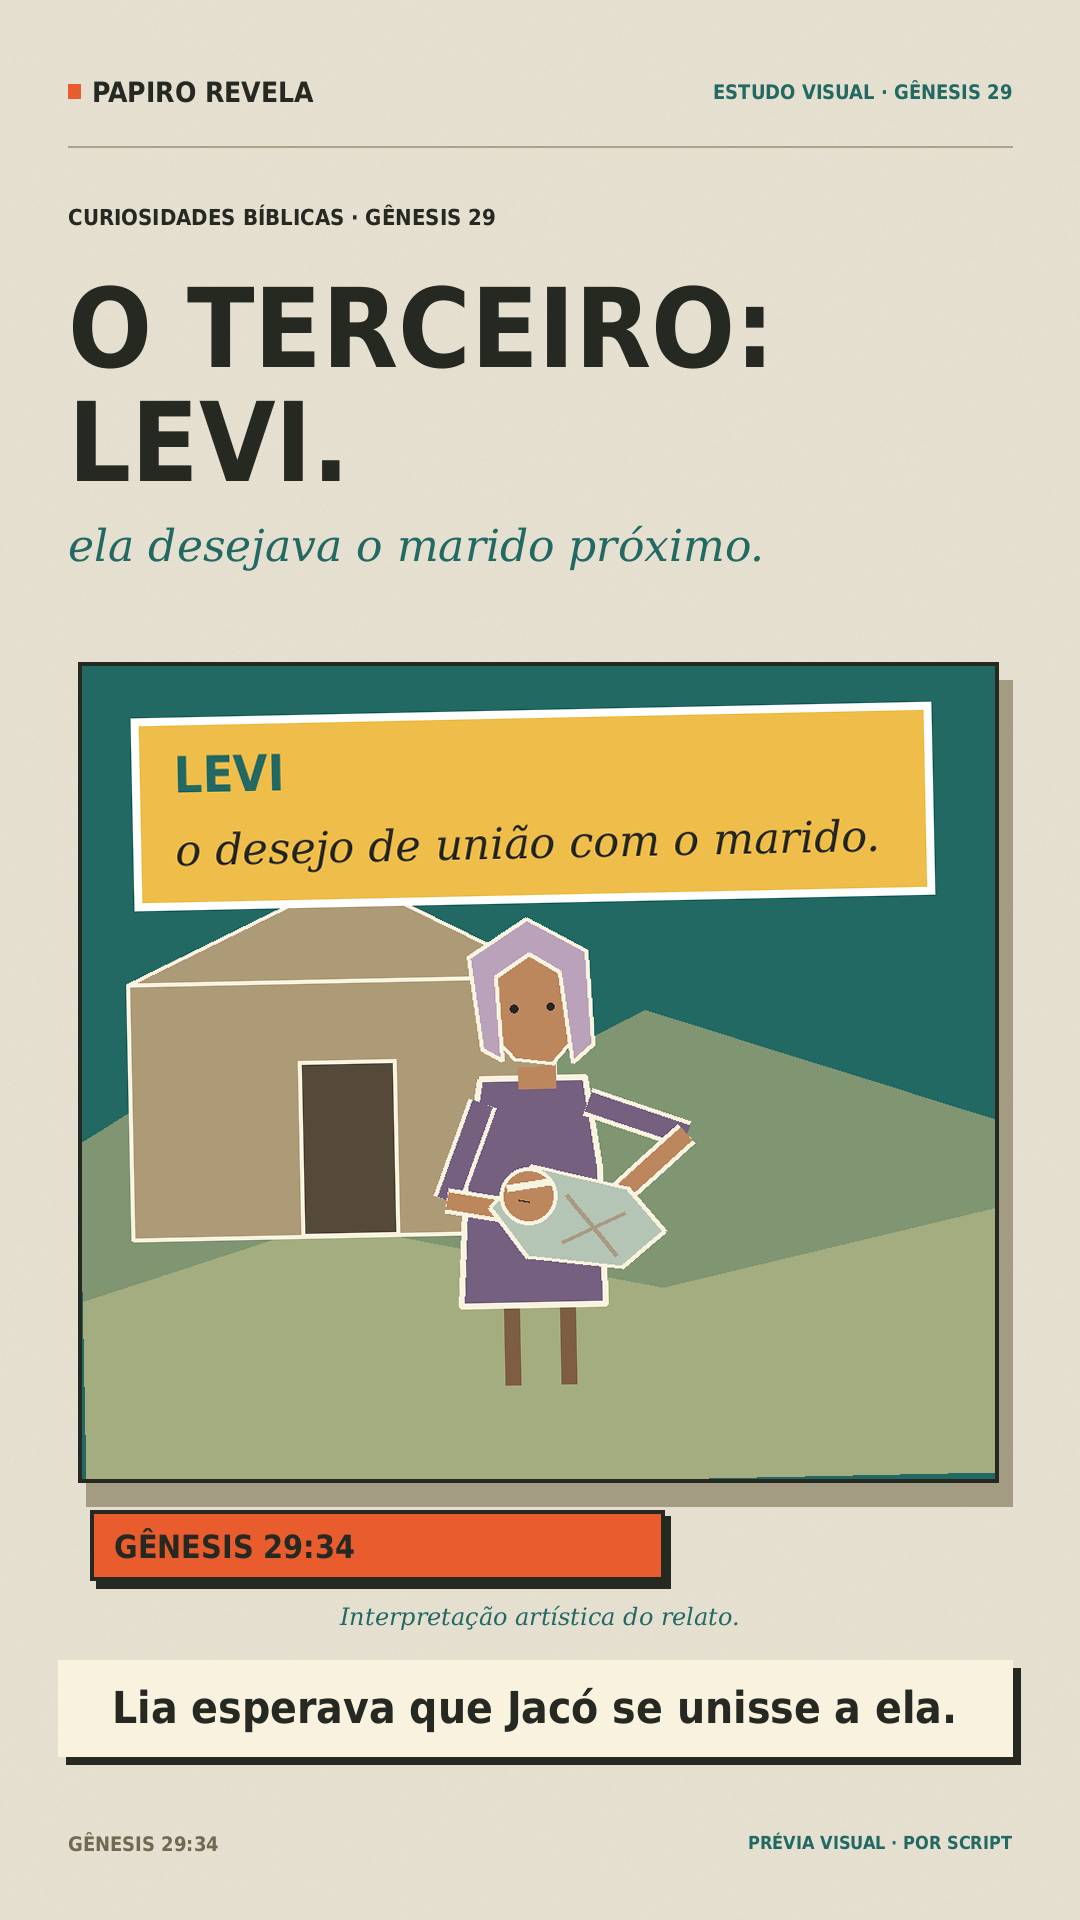 PAPIRO REVELA
ESTUDO VISUAL · GÊNESIS 29
CURIOSIDADES BÍBLICAS · GÊNESIS 29
O TERCEIRO:
LEVI.
ela desejava o marido próximo.
LEVI
o desejo de união com o marido.
GÊNESIS 29:34
Interpretação artística do relato.
Lia esperava que Jacó se unisse a ela.
GÊNESIS 29:34
PRÉVIA VISUAL · POR SCRIPT